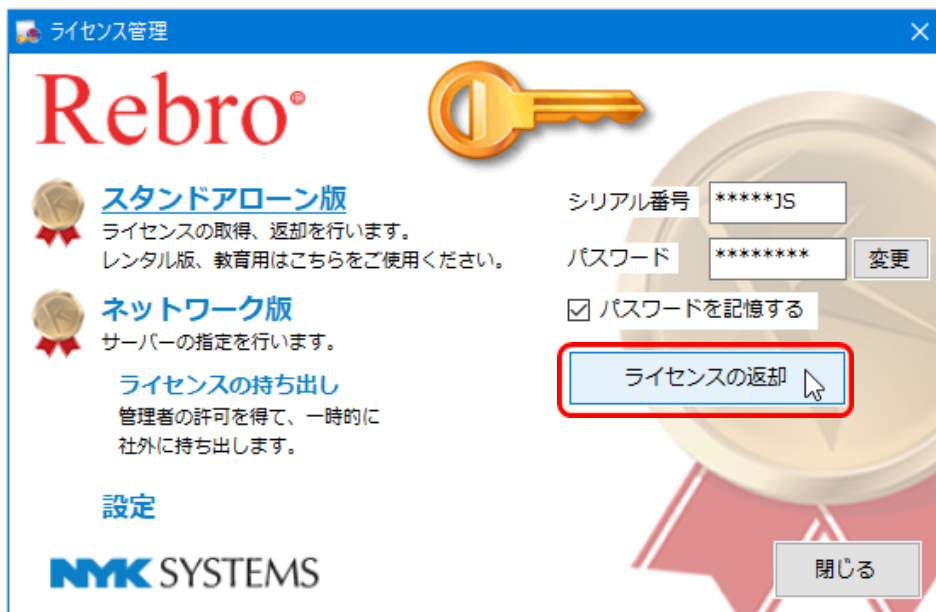 ライセンス管理
Rebro®
スタンドアローン版
ライセンスの取得、返却を行います。
レンタル版、教育用はこちらをご使用ください。
ネットワーク版
サーバーの指定を行います。
ライセンスの持ち出し
管理者の許可を得て、一時的に
社外に持ち出します。
設定
NYK SYSTEMS
シリアル番号 *****JS
パスワード ******** 変更
パスワードを記憶する
ライセンスの返却
閉じる